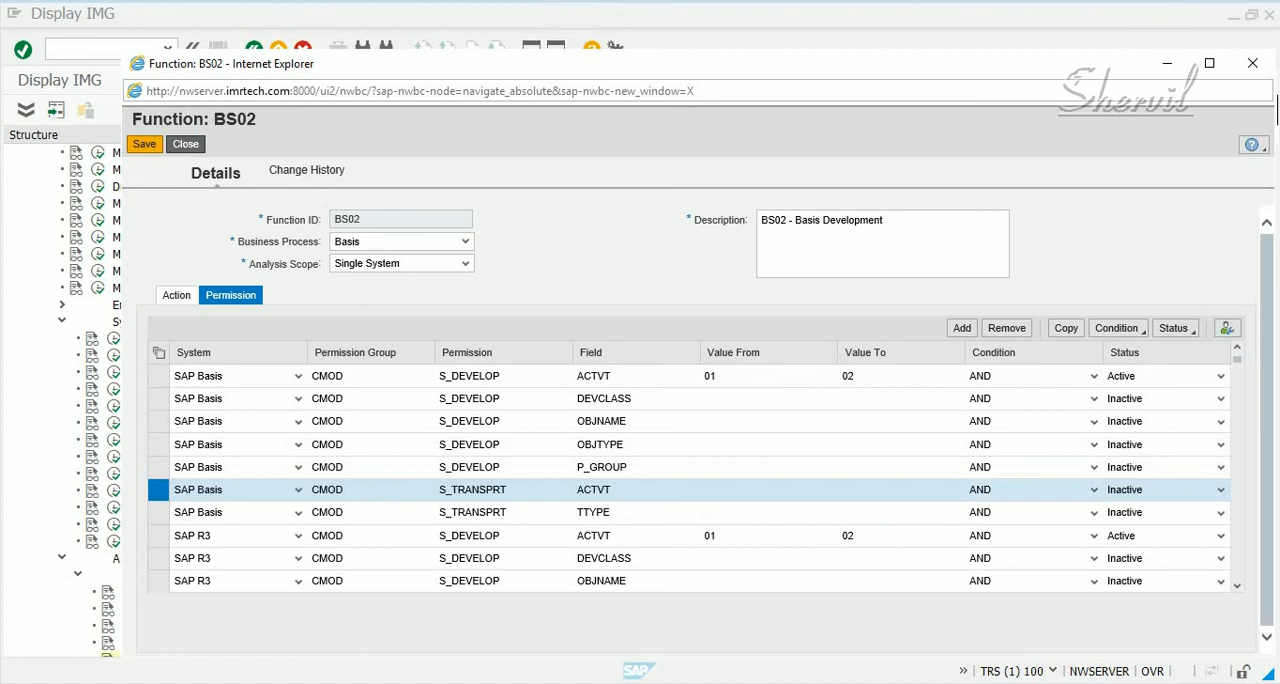 Display IMG
Display IMG
Structure
Function: BS02 - Internet Explorer
http://nwserver.imrtech.com:8000/ui2/nwbc/?sap-nwbc-node=navigate_absolute&sap-nwbc-new_window=X
Shervil
Function: BS02
Save Close
Details Change History
* Function ID: BS02
* Description: BS02 - Basis Development
* Business Process: Basis
* Analysis Scope: Single System
Action Permission
Add Remove Copy Condition Status
System Permission Group Permission Field Value From Value To Condition Status
SAP Basis CMOD S_DEVELOP ACTVT 01 02 AND Active
SAP Basis CMOD S_DEVELOP DEVCLASS AND Inactive
SAP Basis CMOD S_DEVELOP OBJNAME AND Inactive
SAP Basis CMOD S_DEVELOP OBJTYPE AND Inactive
SAP Basis CMOD S_DEVELOP P_GROUP AND Inactive
SAP Basis CMOD S_TRANSPRT ACTVT AND Inactive
SAP Basis CMOD S_TRANSPRT TTYPE AND Inactive
SAP R3 CMOD S_DEVELOP ACTVT 01 02 AND Active
SAP R3 CMOD S_DEVELOP DEVCLASS AND Inactive
SAP R3 CMOD S_DEVELOP OBJNAME AND Inactive
SAP
TRS (1) 100 NWSERVER OVR